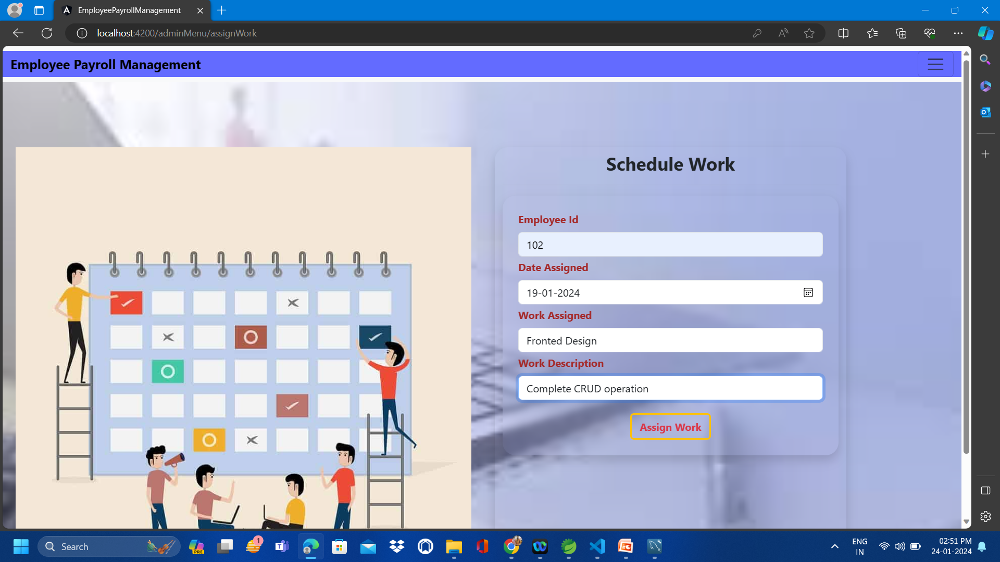 EmployeePayrollManagement
localhost:4200/adminMenu/assignWork
Employee Payroll Management
Schedule Work
Employee Id
102
Date Assigned
19-01-2024
Work Assigned
Fronted Design
Work Description
Complete CRUD operation
Assign Work
Search
PRE
1
ENG
IN
02:51 PM
24-01-2024